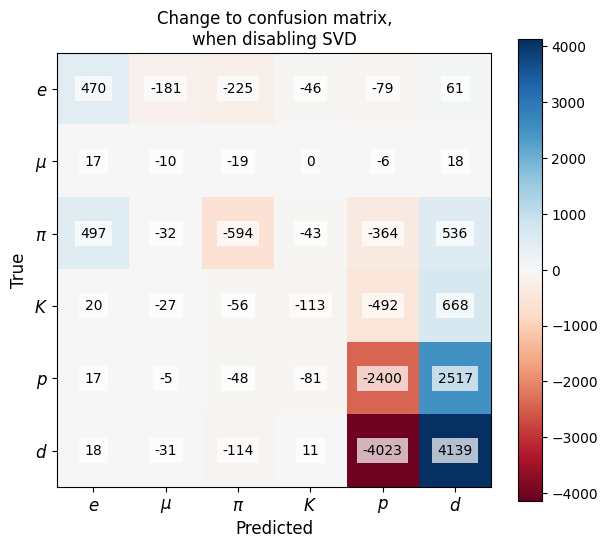 Change to confusion matrix,
when disabling SVD
e 470 -181 -225 -46 -79 61
μ 17 -10 -19 0 -6 18
π 497 -32 -594 -43 -364 536
K 20 -27 -56 -113 -492 668
p 17 -5 -48 -81 -2400 2517
d 18 -31 -114 11 -4023 4139
e μ π K p d
Predicted
True
4000
3000
2000
1000
0
−1000
−2000
−3000
−4000